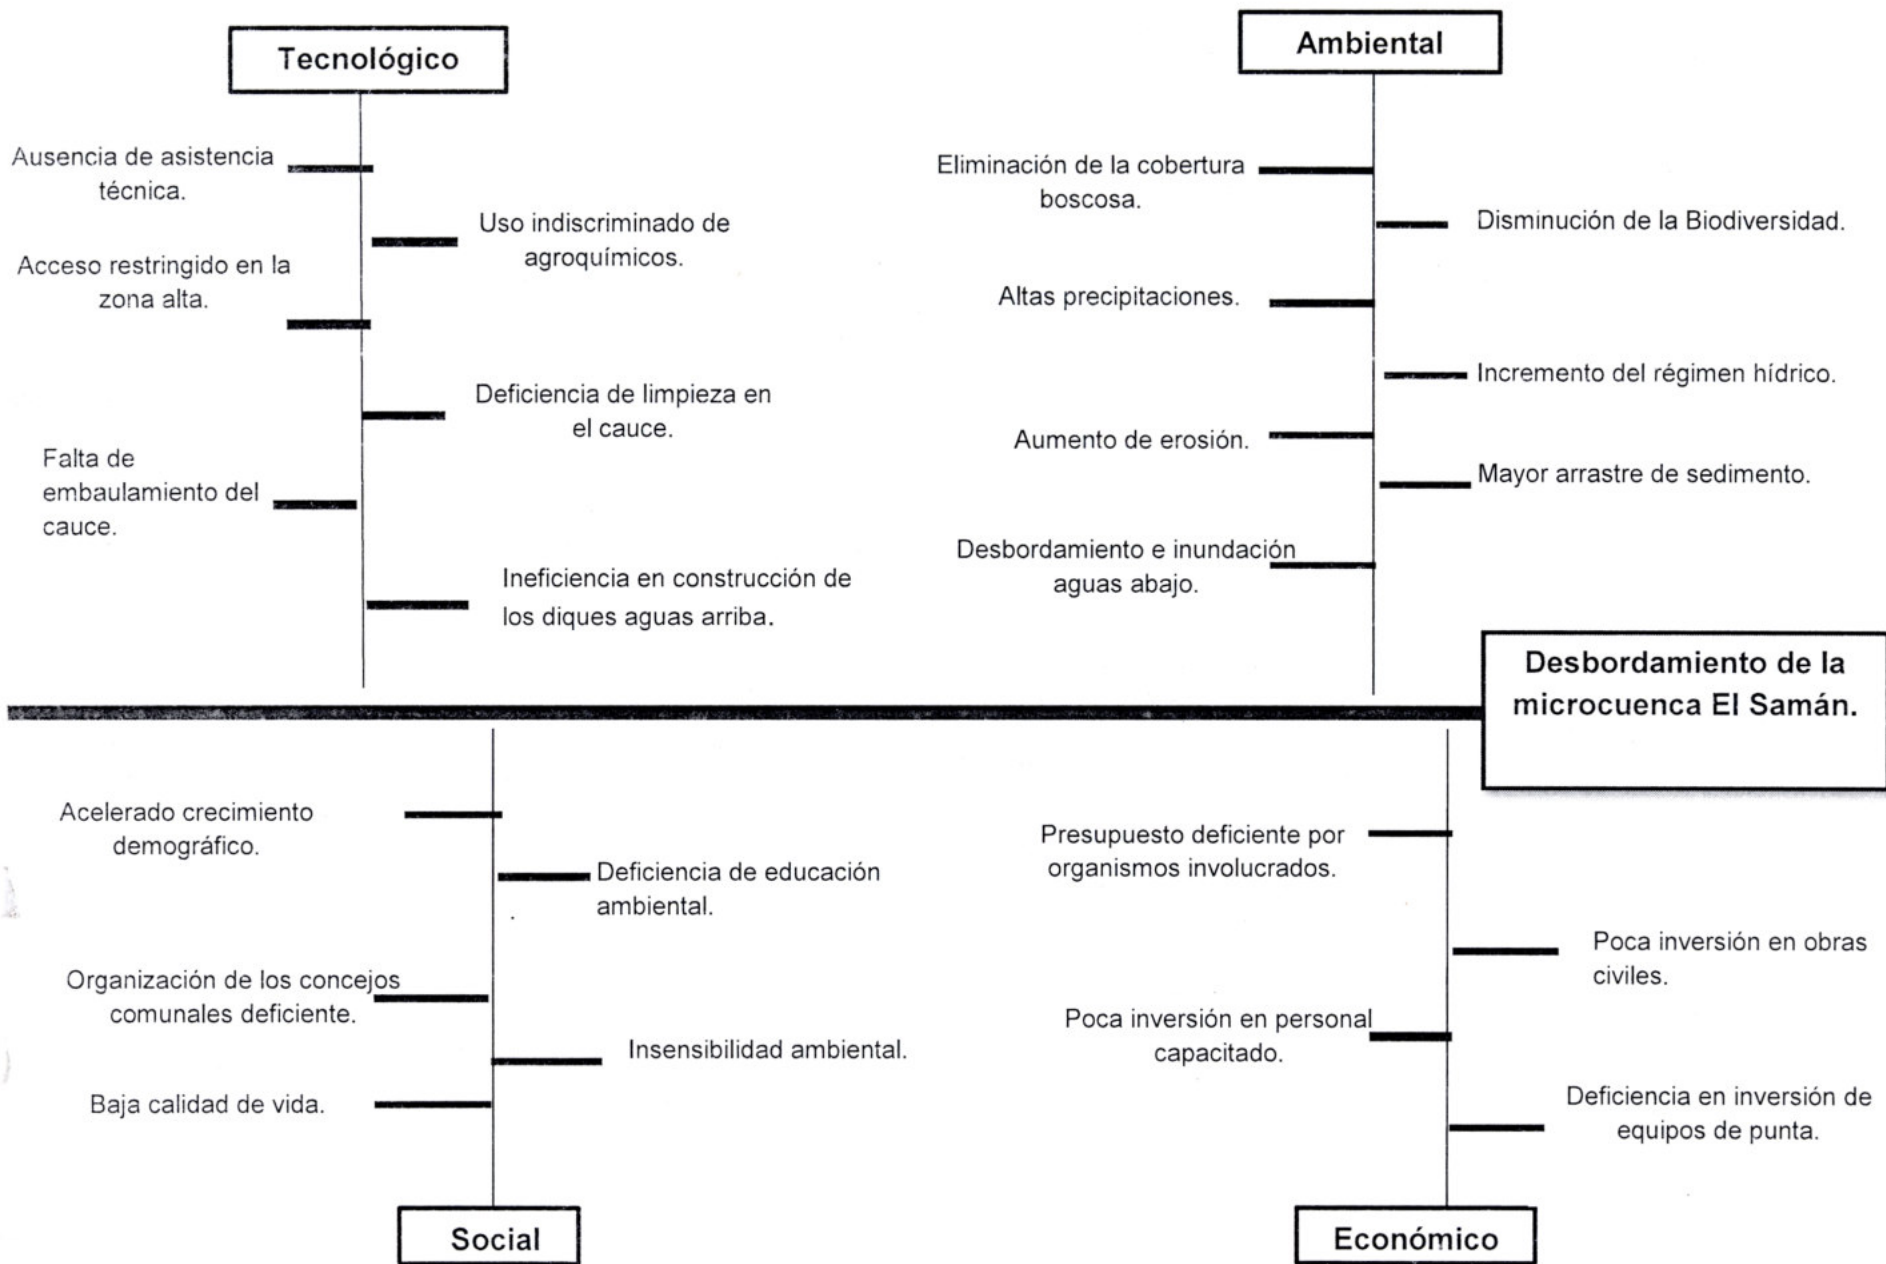 Tecnológico
Ausencia de asistencia
técnica.
Uso indiscriminado de
agroquímicos.
Acceso restringido en la
zona alta.
Deficiencia de limpieza en
el cauce.
Falta de
embaulamiento del
cauce.
Ineficiencia en construcción de
los diques aguas arriba.
Ambiental
Eliminación de la cobertura
boscosa.
Disminución de la Biodiversidad.
Altas precipitaciones.
Incremento del régimen hídrico.
Aumento de erosión.
Mayor arrastre de sedimento.
Desbordamiento e inundación
aguas abajo.
Desbordamiento de la
microcuenca El Samán.
Acelerado crecimiento
demográfico.
Deficiencia de educación
ambiental.
Organización de los concejos
comunales deficiente.
Insensibilidad ambiental.
Baja calidad de vida.
Social
Presupuesto deficiente por
organismos involucrados.
Poca inversión en obras
civiles.
Poca inversión en personal
capacitado.
Deficiencia en inversión de
equipos de punta.
Económico